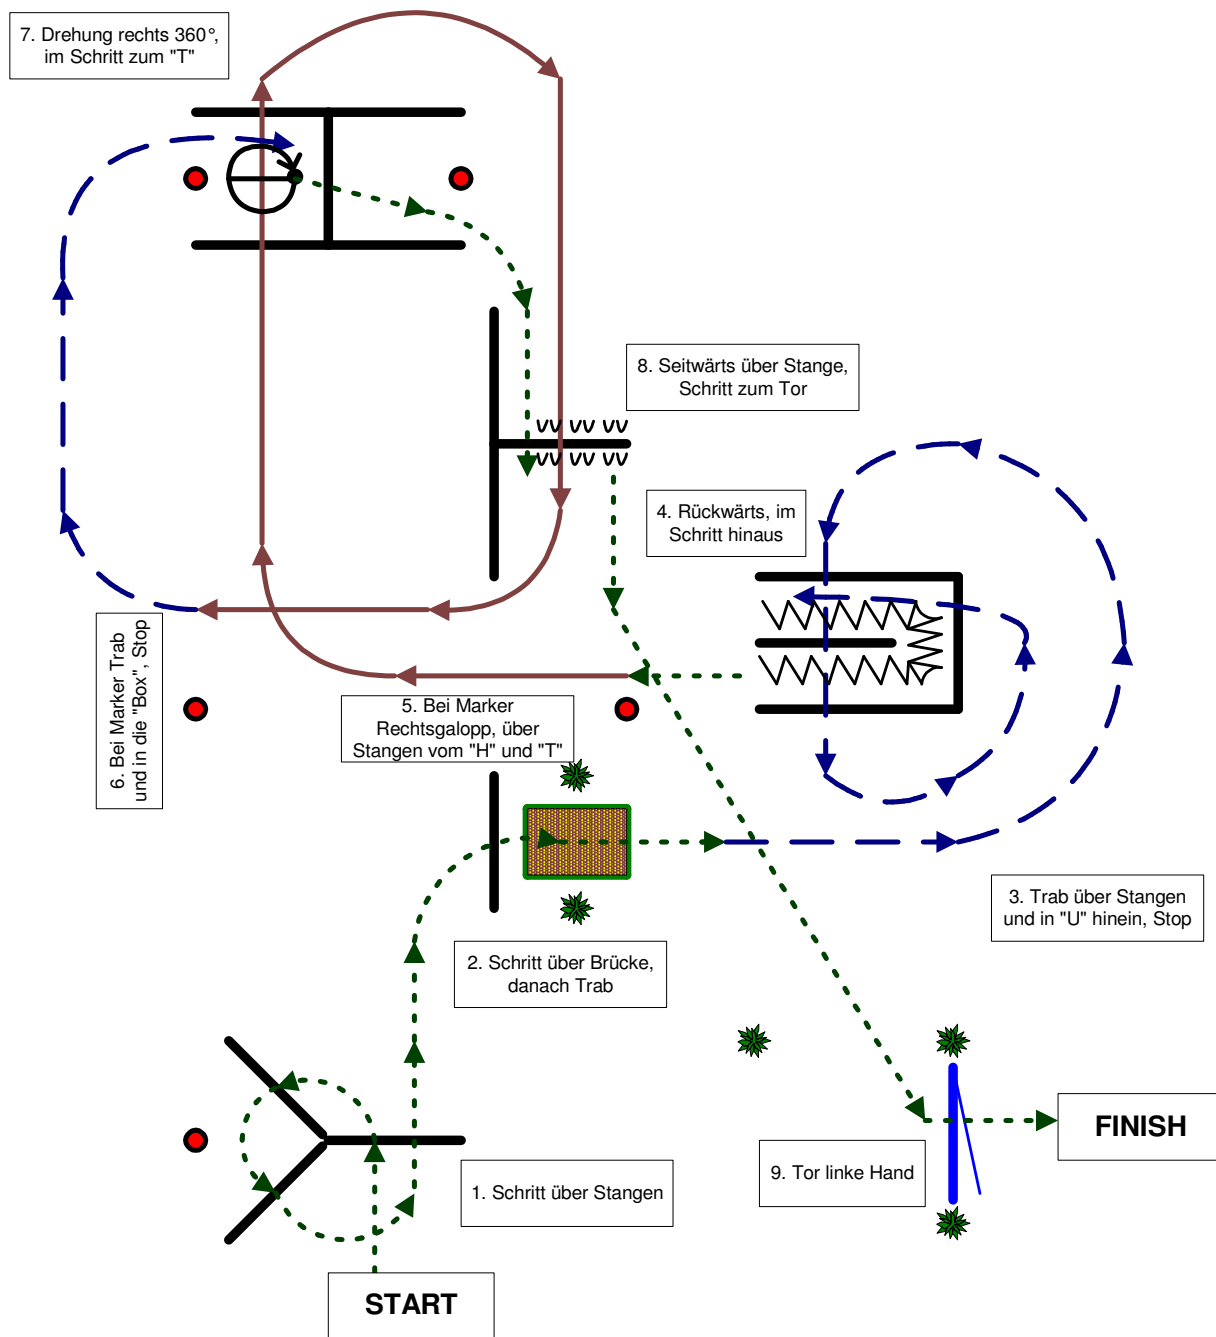 7. Drehung rechts 360°,
im Schritt zum "T"
8. Seitwärts über Stange,
Schritt zum Tor
4. Rückwärts, im
Schritt hinaus
6. Bei Marker Trab
und in die "Box", Stop
5. Bei Marker
Rechtsgalopp, über
Stangen vom "H" und "T"
3. Trab über Stangen
und in "U" hinein, Stop
2. Schritt über Brücke,
danach Trab
1. Schritt über Stangen
9. Tor linke Hand
FINISH
START